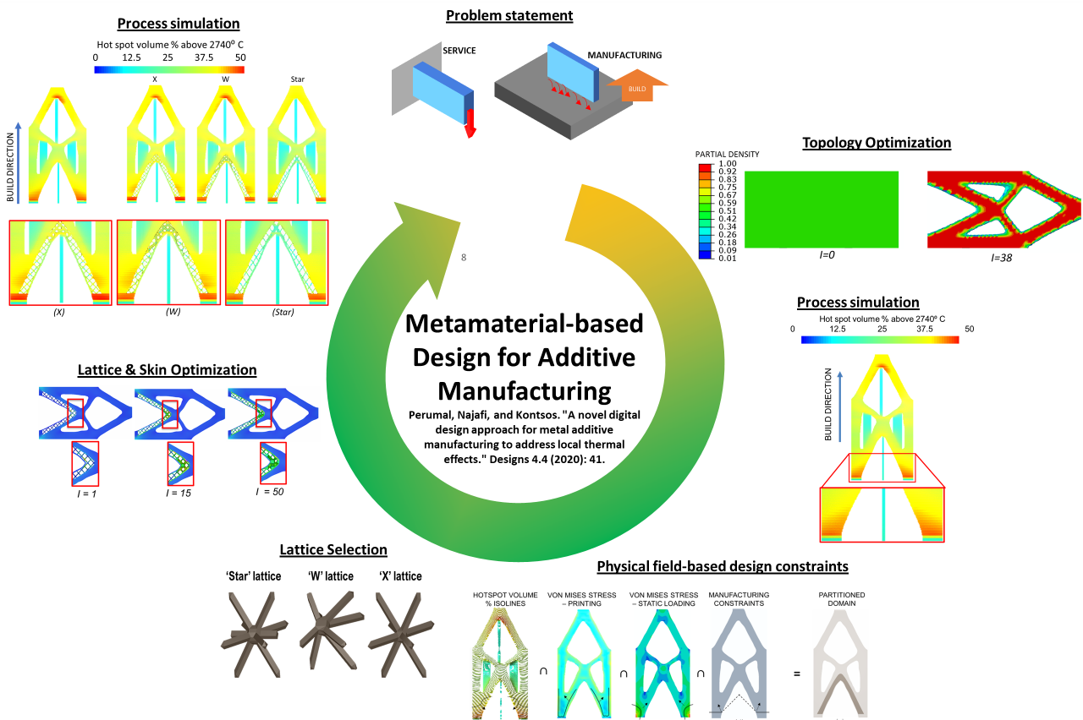 Problem statement
SERVICE
MANUFACTURING
BUILD
Topology Optimization
PARTIAL DENSITY
1.00
0.92
0.83
0.75
0.67
0.59
0.51
0.42
0.34
0.26
0.18
0.09
0.01
I=0
I=38
Process simulation
Hot spot volume % above 2740° C
0 12.5 25 37.5 50
BUILD DIRECTION
Physical field-based design constraints
HOTSPOT VOLUME % ISOLINES
VON MISES STRESS – PRINTING
VON MISES STRESS – STATIC LOADING
MANUFACTURING CONSTRAINTS
PARTITIONED DOMAIN
∩ ∩ ∩ =
Lattice Selection
‘Star’ lattice
‘W’ lattice
‘X’ lattice
Lattice & Skin Optimization
I = 1
I = 15
I = 50
Process simulation
Hot spot volume % above 2740° C
0 12.5 25 37.5 50
X W Star
BUILD DIRECTION
(X) (W) (Star)
8
Metamaterial-based
Design for Additive
Manufacturing
Perumal, Najafi, and Kontsos. "A novel digital
design approach for metal additive
manufacturing to address local thermal
effects." Designs 4.4 (2020): 41.